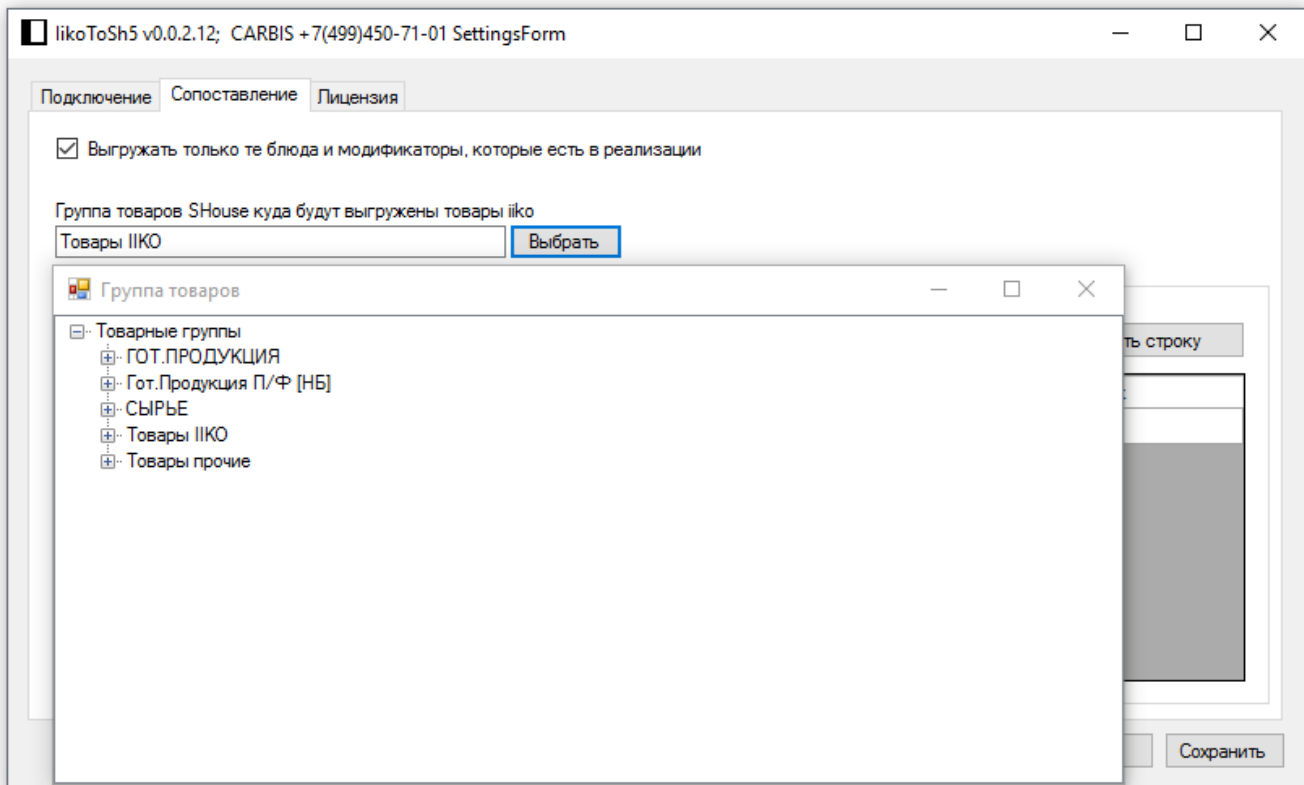 IikoToSh5 v0.0.2.12; CARBIS +7(499)450-71-01 SettingsForm
Подключение Сопоставление Лицензия
Выгружать только те блюда и модификаторы, которые есть в реализации
Группа товаров SHouse куда будут выгружены товары iiko
Товары IIKO Выбрать
Группа товаров
Товарные группы
ть строку
ГОТ.ПРОДУКЦИЯ
Гот.Продукция П/Ф [НБ]
СЫРЬЕ
Товары IIKO
Товары прочие
Сохранить